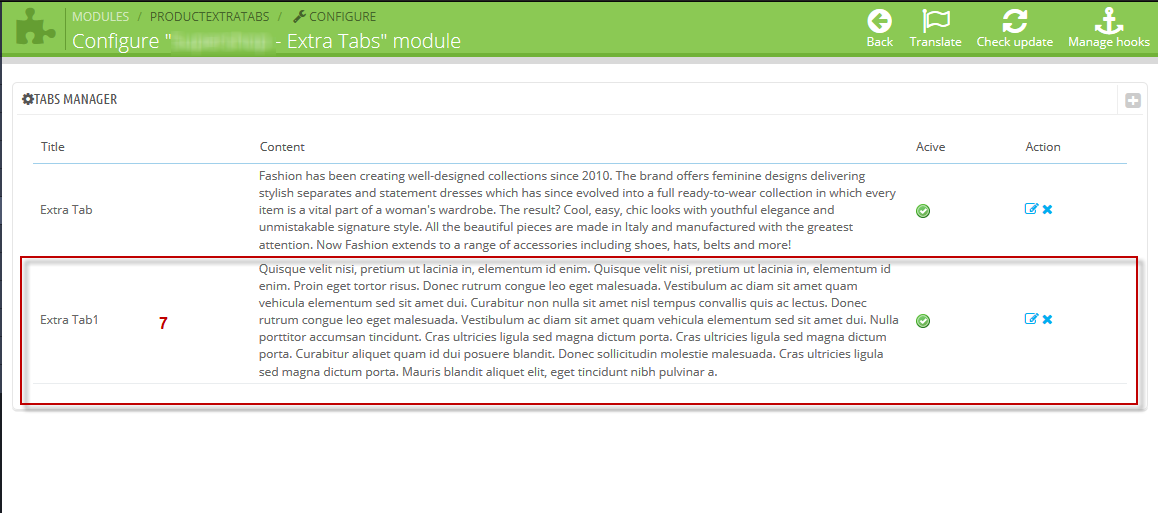 MODULES / PRODUCTEXTRATABS / CONFIGURE
Configure " - Extra Tabs" module
Back
Translate
Check update
Manage hooks
TABS MANAGER
Title
Content
Acive
Action
Extra Tab
Fashion has been creating well-designed collections since 2010. The brand offers feminine designs delivering
stylish separates and statement dresses which has since evolved into a full ready-to-wear collection in which every
item is a vital part of a woman's wardrobe. The result? Cool, easy, chic looks with youthful elegance and
unmistakable signature style. All the beautiful pieces are made in Italy and manufactured with the greatest
attention. Now Fashion extends to a range of accessories including shoes, hats, belts and more!
Extra Tab1
7
Quisque velit nisi, pretium ut lacinia in, elementum id enim. Quisque velit nisi, pretium ut lacinia in, elementum id
enim. Proin eget tortor risus. Donec rutrum congue leo eget malesuada. Vestibulum ac diam sit amet quam
vehicula elementum sed sit amet dui. Curabitur non nulla sit amet nisl tempus convallis quis ac lectus. Donec
rutrum congue leo eget malesuada. Vestibulum ac diam sit amet quam vehicula elementum sed sit amet dui. Nulla
porttitor accumsan tincidunt. Cras ultricies ligula sed magna dictum porta. Cras ultricies ligula sed magna dictum
porta. Curabitur aliquet quam id dui posuere blandit. Donec sollicitudin molestie malesuada. Cras ultricies ligula
sed magna dictum porta. Mauris blandit aliquet elit, eget tincidunt nibh pulvinar a.